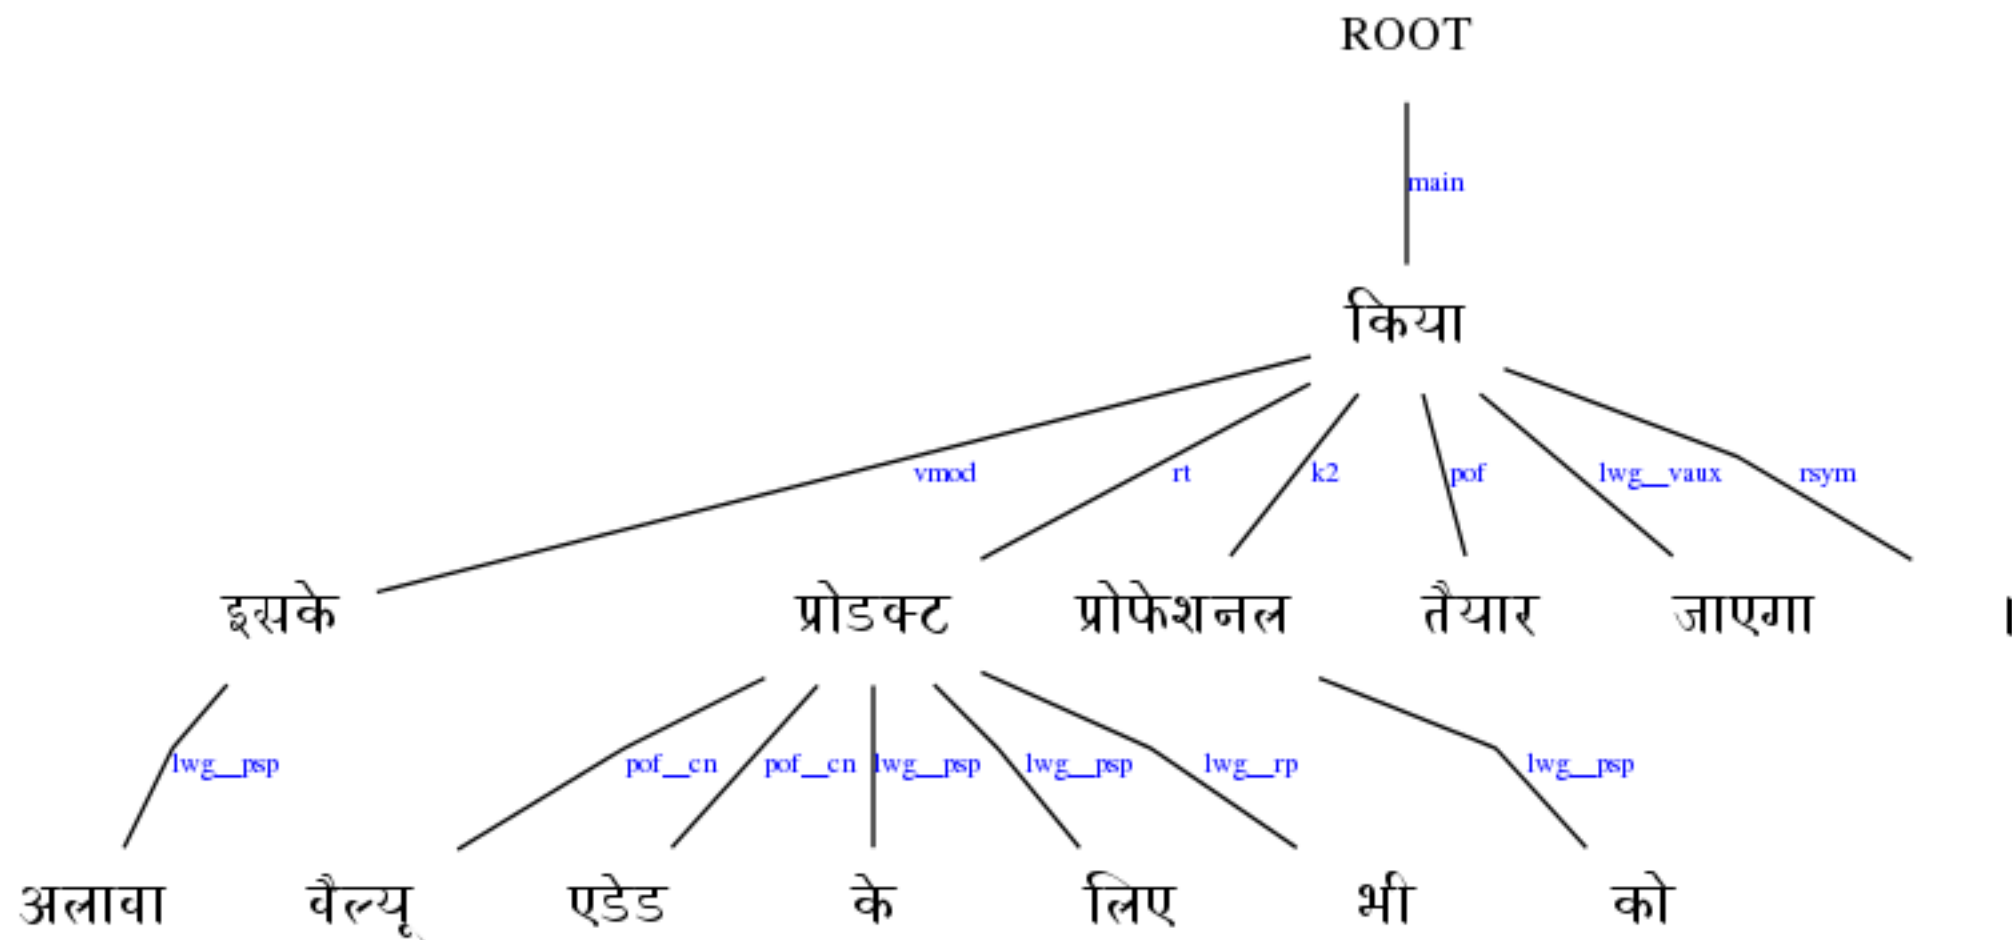 ROOT
main
किया
vmod rt k2 pof lwg__vaux rsym
इसके प्रोडक्ट प्रोफेशनल तैयार जाएगा ।
lwg__psp pof__cn pof__cn lwg__psp lwg__psp lwg__rp lwg__psp
अलावा वैल्यू एडेड के लिए भी को